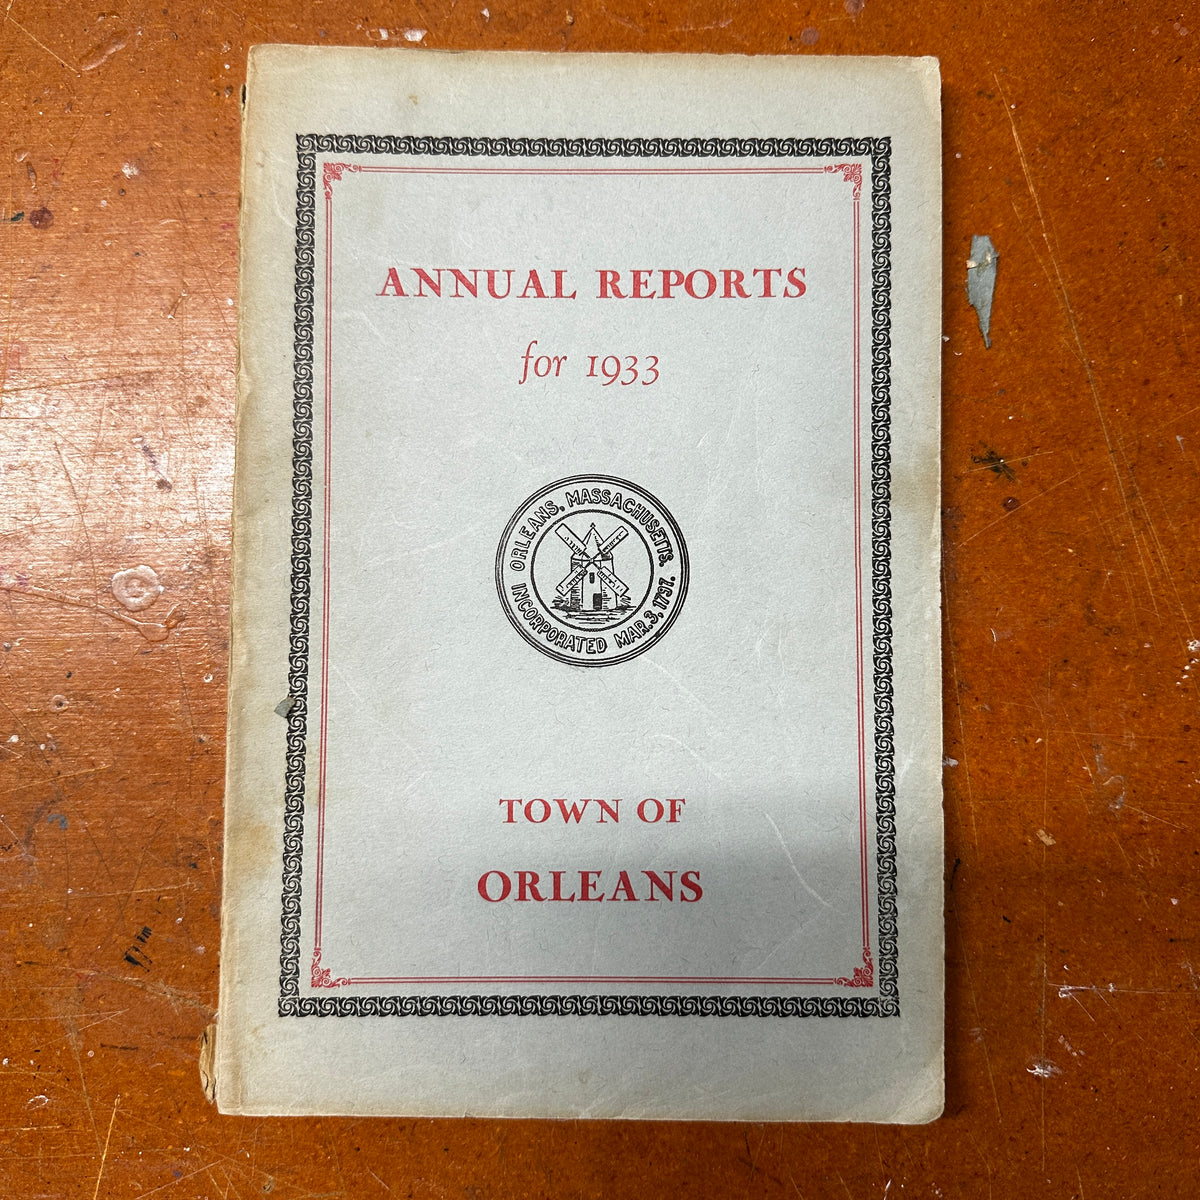 ANNUAL REPORTS
for 1933
ORLEANS, MASSACHUSETTS.
INCORPORATED MAR. 3, 1797.
TOWN OF
ORLEANS